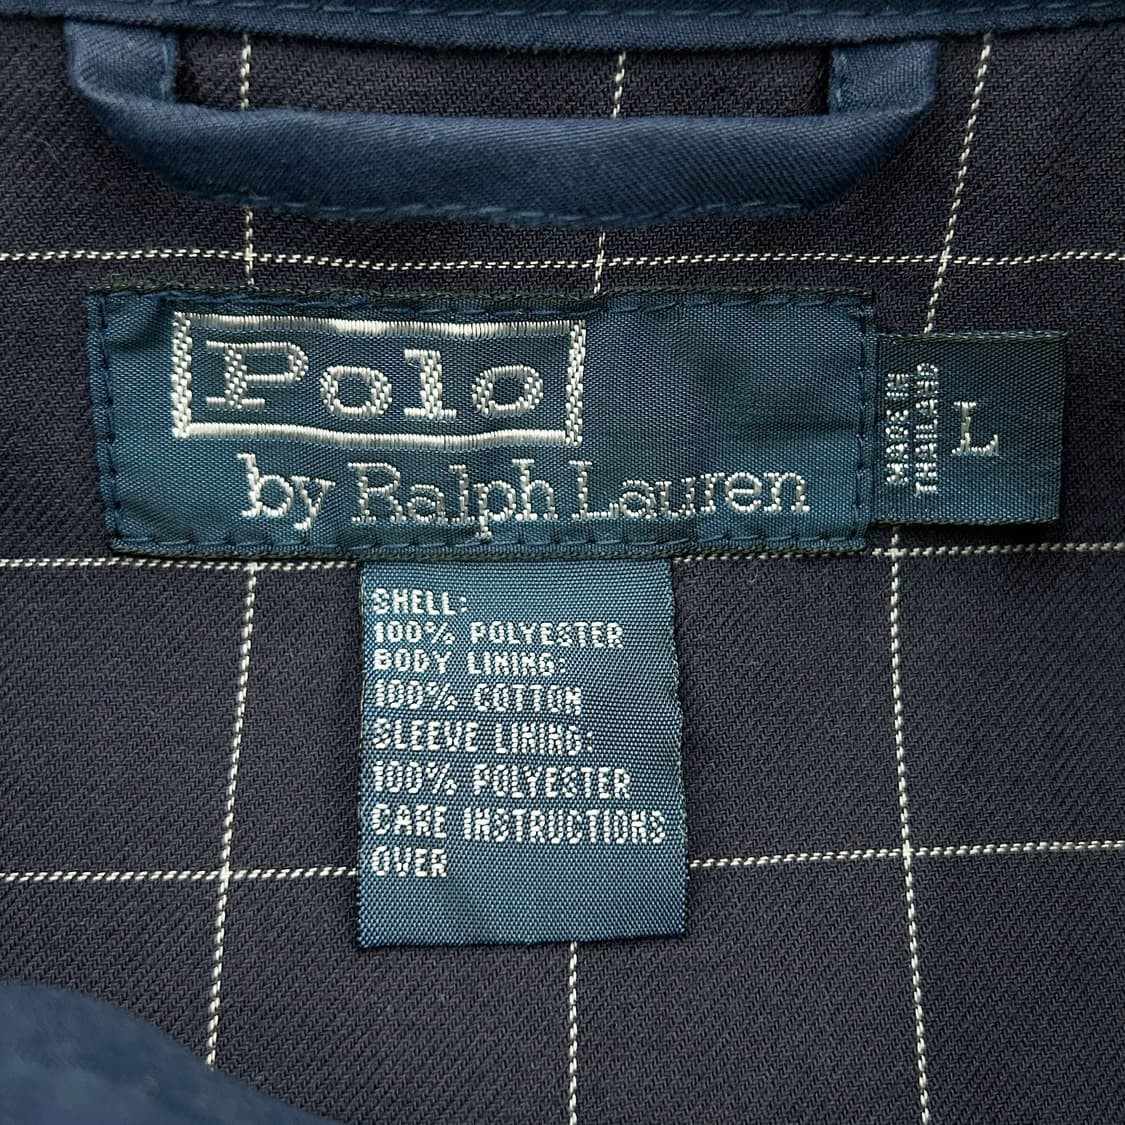 Polo
by Ralph Lauren
MADE IN
THAILAND
L
SHELL:
100% POLYESTER
BODY LINING:
100% COTTON
SLEEVE LINING:
100% POLYESTER
CARE INSTRUCTIONS
OVER